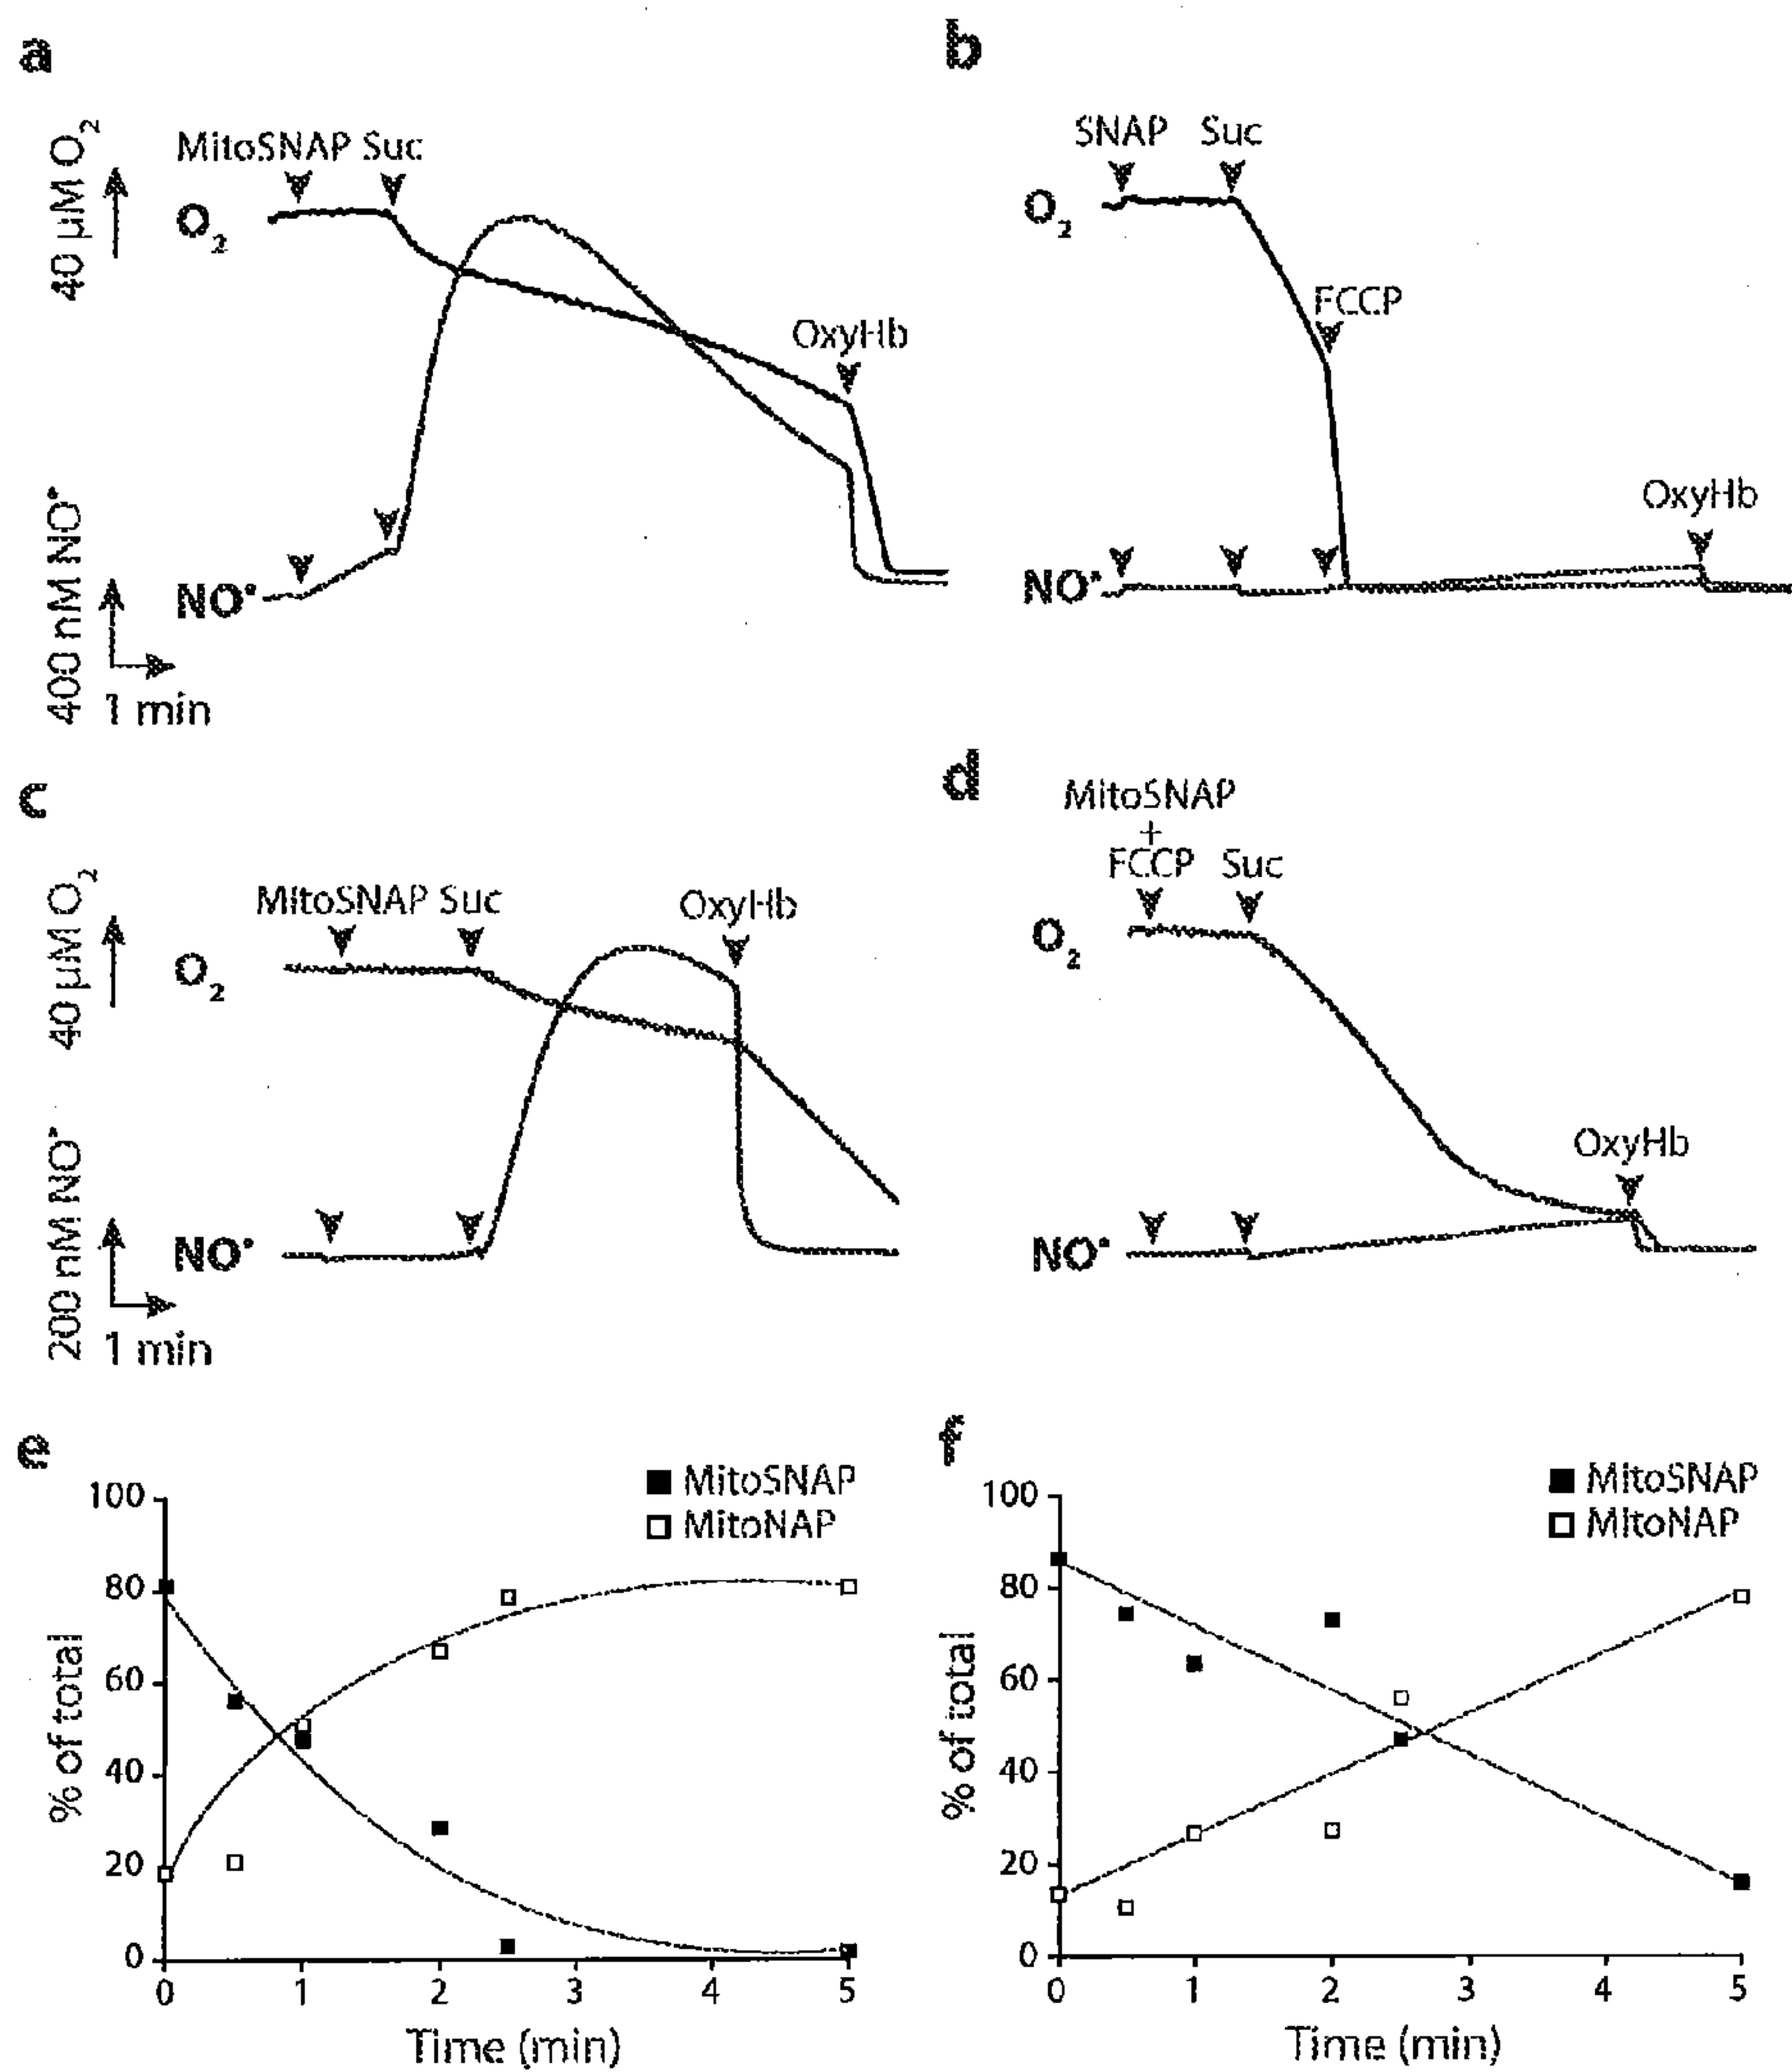 a
40 µM O₂
MitoSNAP Suc
O₂
OxyHb
400 nM NO•
NO•
1 min
b
SNAP Suc
O₂
FCCP
OxyHb
NO•
c
40 µM O₂
MitoSNAP Suc
OxyHb
O₂
200 nM NO•
NO•
1 min
d
MitoSNAP
+
FCCP Suc
O₂
OxyHb
NO•
e
MitoSNAP
MitoNAP
% of total
100
80
60
40
20
0
0 1 2 3 4 5
Time (min)
f
MitoSNAP
MitoNAP
% of total
100
80
60
40
20
0
0 1 2 3 4 5
Time (min)